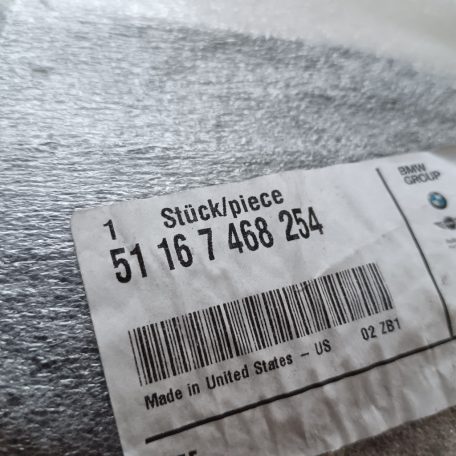 1 Stück/piece
51 16 7 468 254
Made in United States - US 02 ZB1
BMW
GROUP